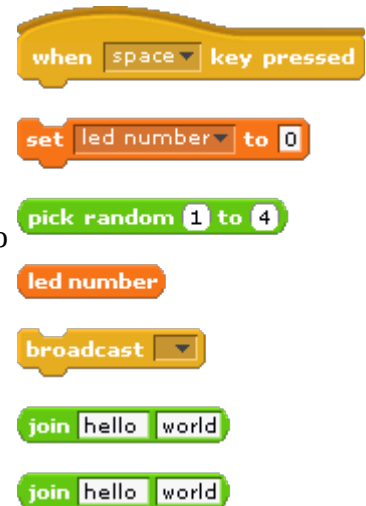 when space key pressed
set led number to 0
pick random 1 to 4
led number
broadcast
join hello world
join hello world